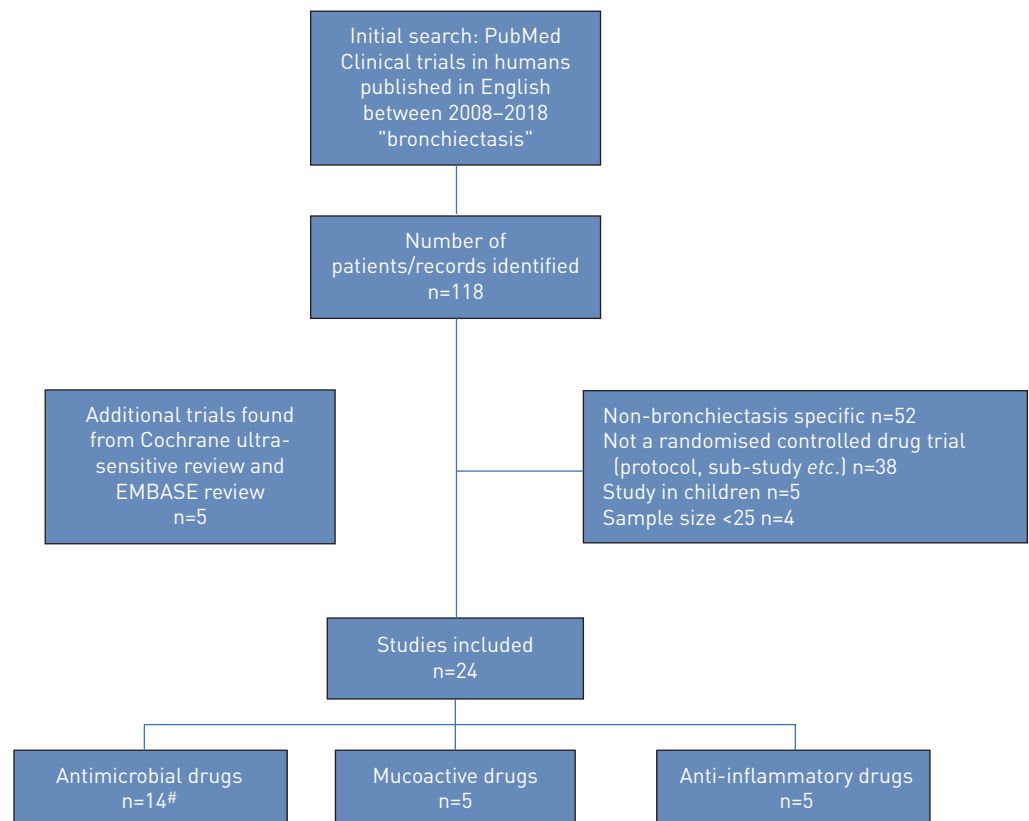 Initial search: PubMed
Clinical trials in humans
published in English
between 2008–2018
"bronchiectasis"
Number of
patients/records identified
n=118
Additional trials found
from Cochrane ultra-
sensitive review and
EMBASE review
n=5
Non-bronchiectasis specific n=52
Not a randomised controlled drug trial
(protocol, sub-study etc.) n=38
Study in children n=5
Sample size <25 n=4
Studies included
n=24
Antimicrobial drugs
n=14#
Mucoactive drugs
n=5
Anti-inflammatory drugs
n=5